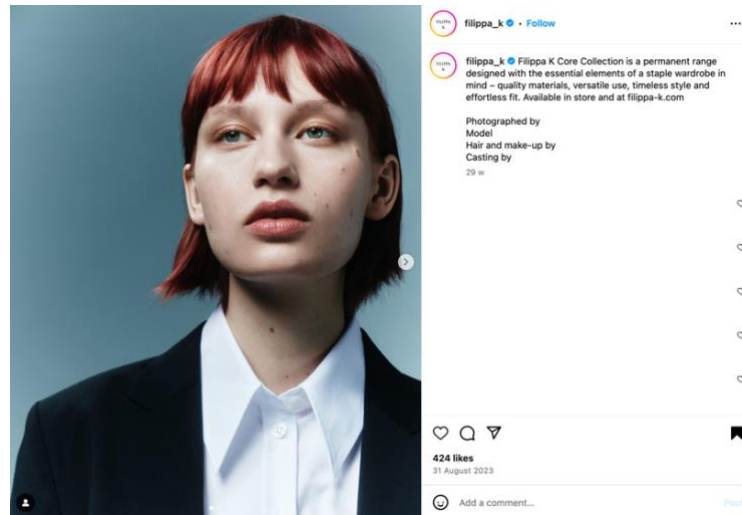 filippa_k • Follow
filippa_k Filippa K Core Collection is a permanent range
designed with the essential elements of a staple wardrobe in
mind – quality materials, versatile use, timeless style and
effortless fit. Available in store and at filippa-k.com
Photographed by
Model
Hair and make-up by
Casting by
29 w
424 likes
31 August 2023
Add a comment...
Post